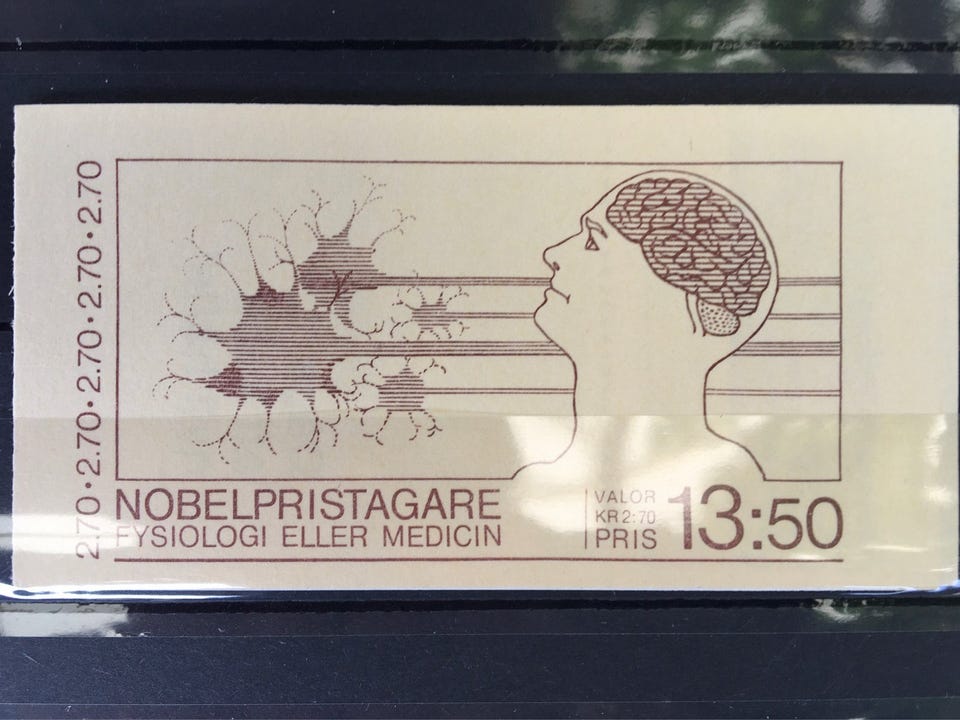 2.70·2.70·2.70·2.70·2.70
NOBELPRISTAGARE
FYSIOLOGI ELLER MEDICIN
VALÖR
KR 2:70
PRIS 13:50